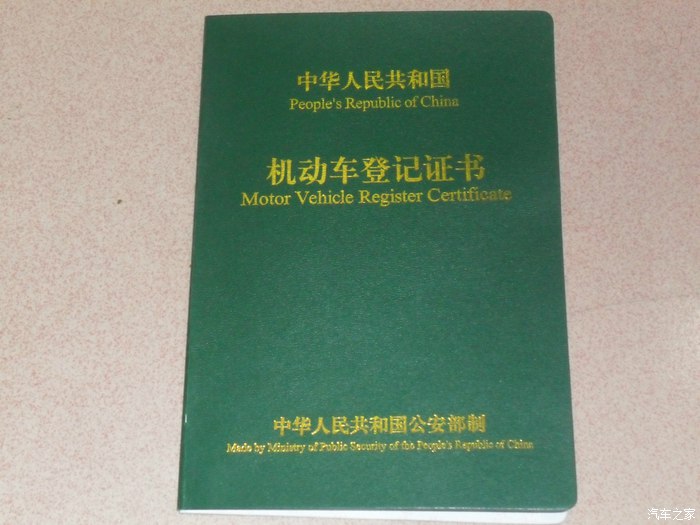 中华人民共和国
People's Republic of China
机动车登记证书
Motor Vehicle Register Certificate
中华人民共和国公安部制
Made by Ministry of Public Security of the People's Republic of China
汽车之家